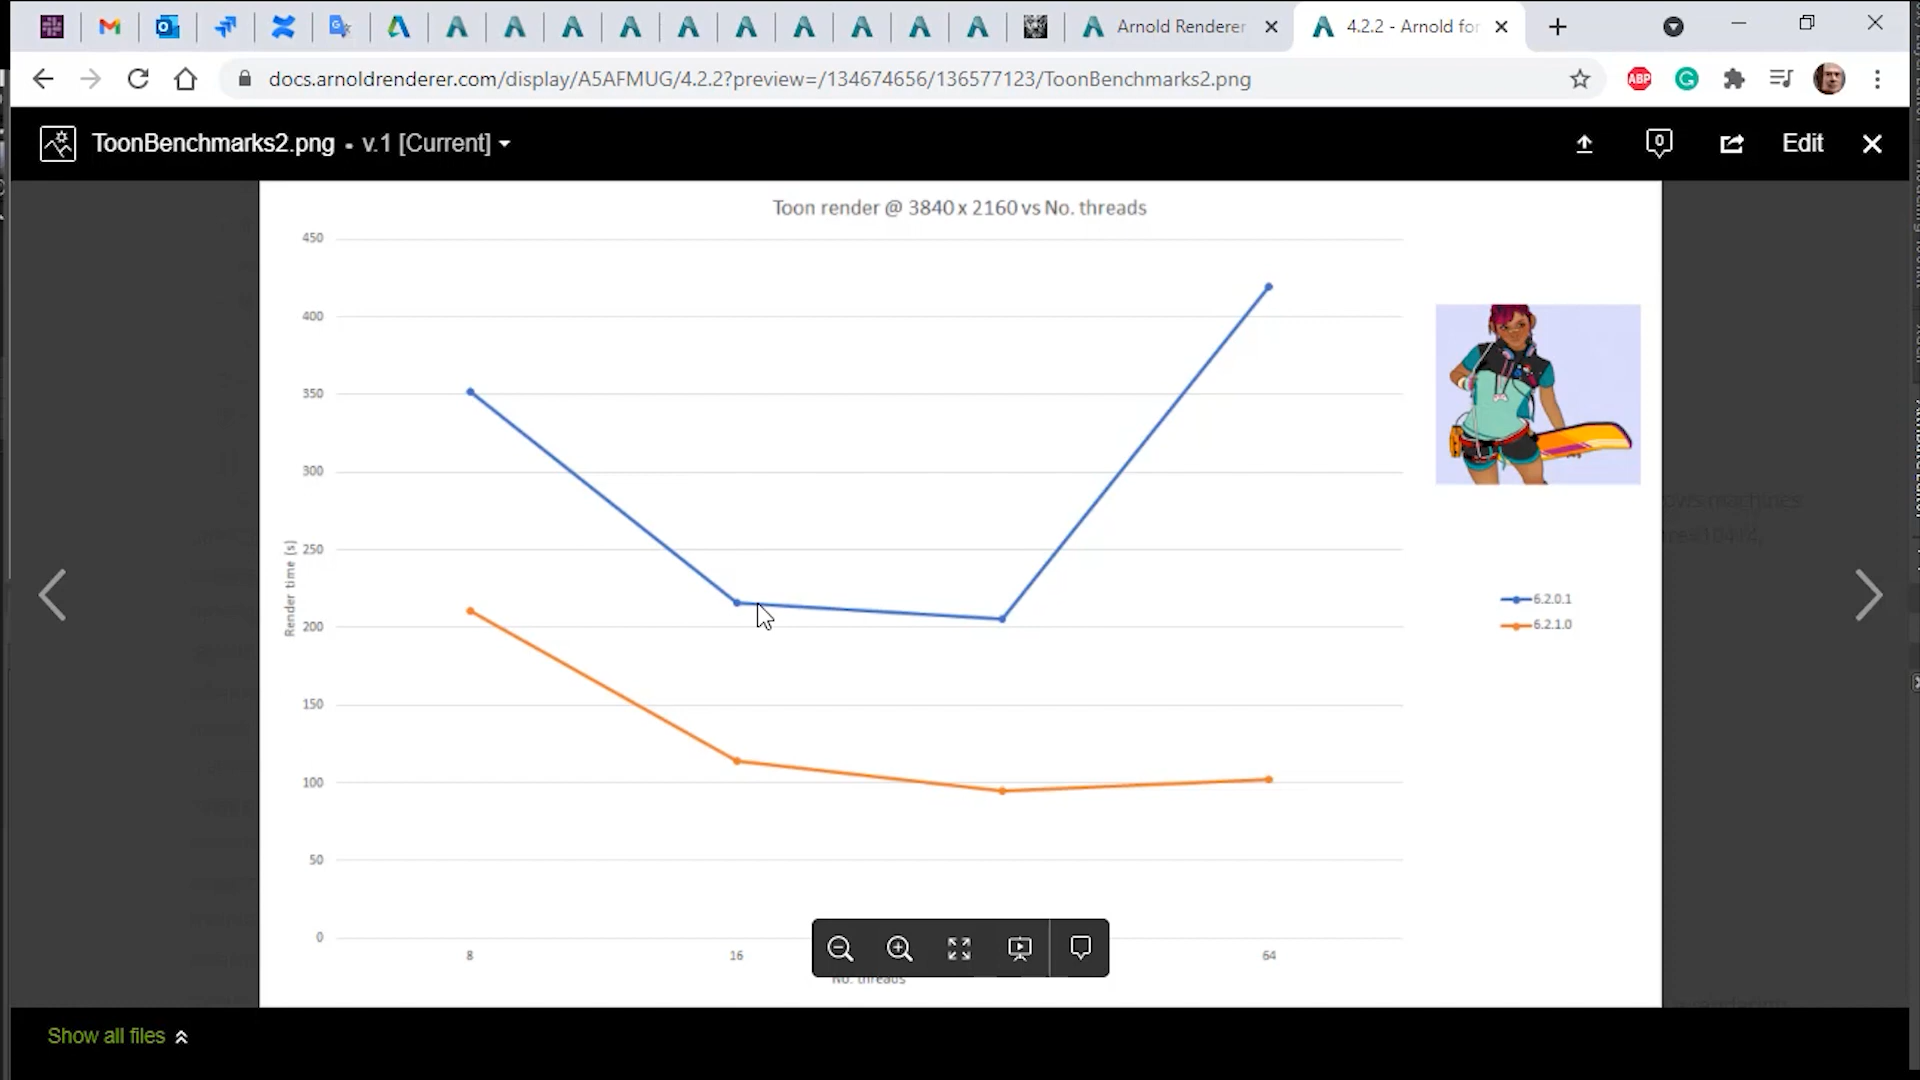 Arnold Renderer
4.2.2 - Arnold for
docs.arnoldrenderer.com/display/A5AFMUG/4.2.2?preview=/134674656/136577123/ToonBenchmarks2.png
ABP
ToonBenchmarks2.png • v.1 [Current]
0
Edit
Toon render @ 3840 x 2160 vs No. threads
450
400
350
300
250
200
150
100
50
0
Render time (s)
8
16
64
No. threads
6.2.0.1
6.2.1.0
Show all files